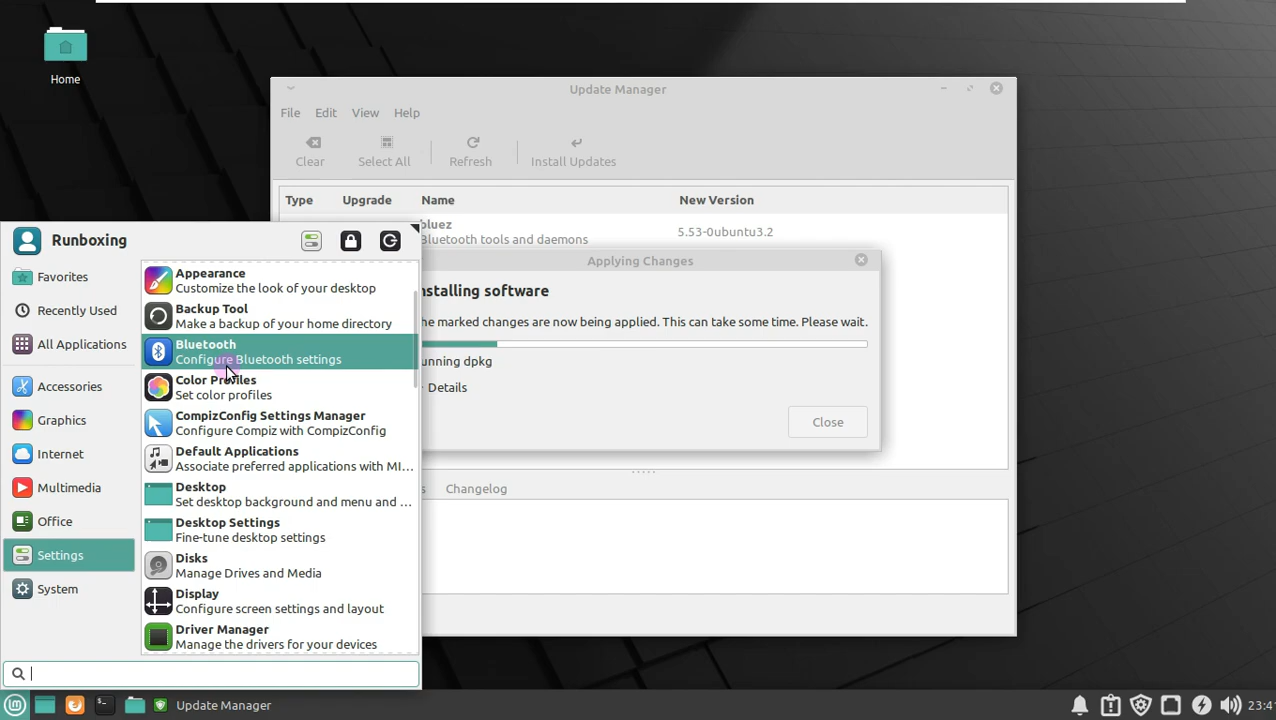 Home
Update Manager
File Edit View Help
Clear Select All Refresh Install Updates
Type Upgrade Name New Version
bluez
Bluetooth tools and daemons 5.53-0ubuntu3.2
Applying Changes
nstalling software
he marked changes are now being applied. This can take some time. Please wait.
unning dpkg
Details
Close
s Changelog
Runboxing
Favorites
Recently Used
All Applications
Accessories
Graphics
Internet
Multimedia
Office
Settings
System
Appearance
Customize the look of your desktop
Backup Tool
Make a backup of your home directory
Bluetooth
Configure Bluetooth settings
Color Profiles
Set color profiles
CompizConfig Settings Manager
Configure Compiz with CompizConfig
Default Applications
Associate preferred applications with MI...
Desktop
Set desktop background and menu and ...
Desktop Settings
Fine-tune desktop settings
Disks
Manage Drives and Media
Display
Configure screen settings and layout
Driver Manager
Manage the drivers for your devices
Update Manager
23:4